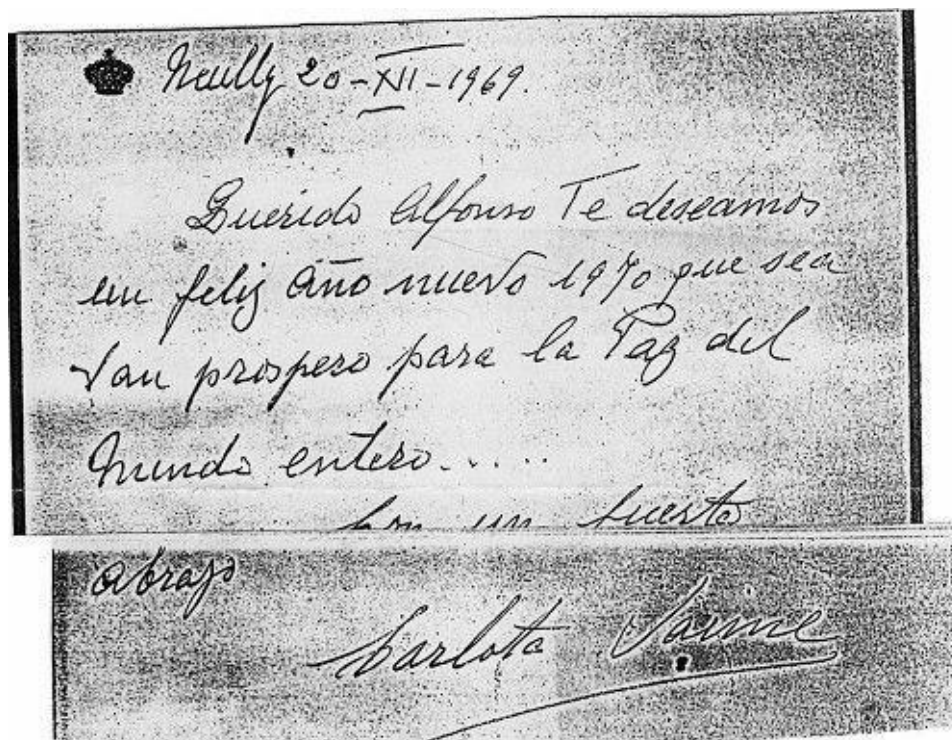 Neully 20-XII-1969.
Querido Alfonso Te deseamos
un feliz año nuevo 1970 que sea
tan prospero para la Paz del
Mundo entero.....
Con un fuerte
abrazo
Carlota Jaime